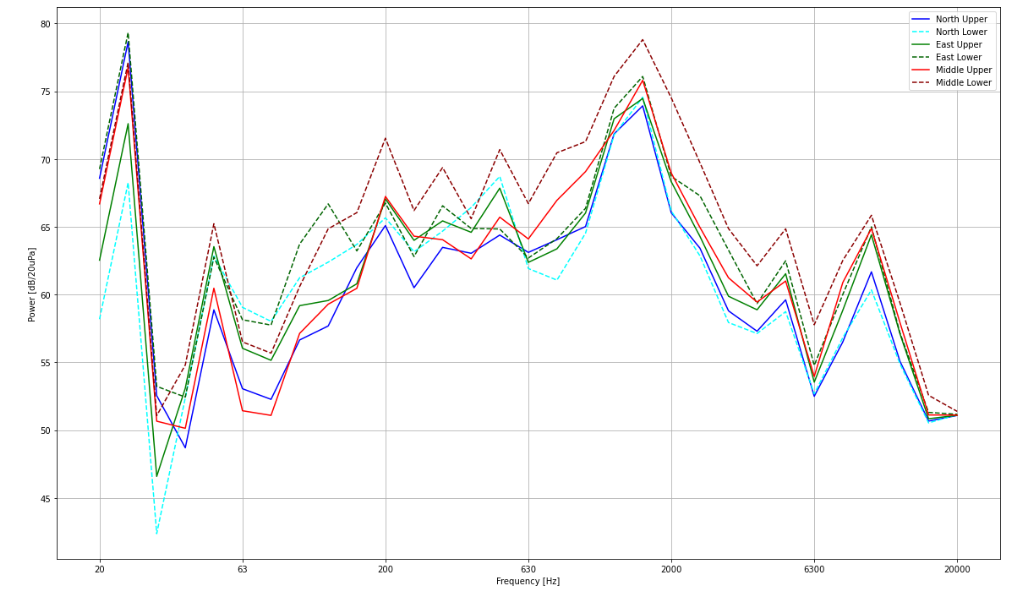 80
75
70
65
60
55
50
45
Power [dB/20uPa]
20
63
200
630
2000
6300
20000
Frequency [Hz]
North Upper
North Lower
East Upper
East Lower
Middle Upper
Middle Lower